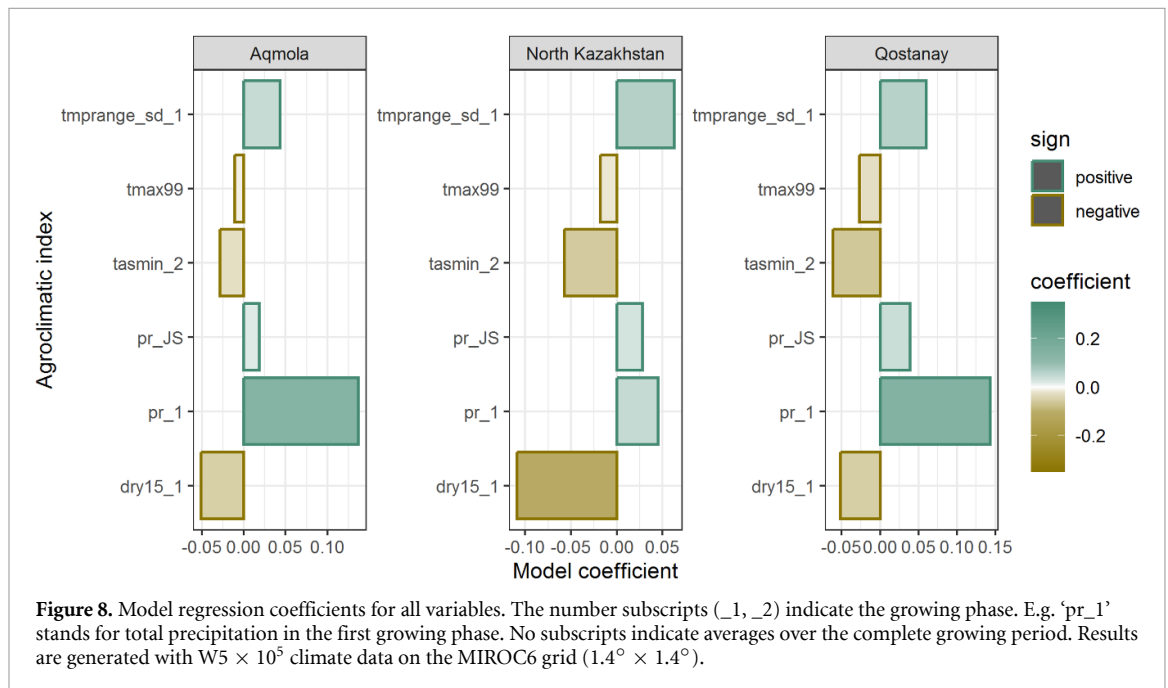 Aqmola
North Kazakhstan
Qostanay
Agroclimatic index
tmprange_sd_1
tmax99
tasmin_2
pr_JS
pr_1
dry15_1
-0.05 0.00 0.05 0.10
tmprange_sd_1
tmax99
tasmin_2
pr_JS
pr_1
dry15_1
-0.10 -0.05 0.00 0.05
tmprange_sd_1
tmax99
tasmin_2
pr_JS
pr_1
dry15_1
-0.05 0.00 0.05 0.10 0.15
Model coefficient
sign
positive
negative
coefficient
0.2
0.0
-0.2
Figure 8. Model regression coefficients for all variables. The number subscripts (_1, _2) indicate the growing phase. E.g. ‘pr_1’
stands for total precipitation in the first growing phase. No subscripts indicate averages over the complete growing period. Results
are generated with W5 × 10⁵ climate data on the MIROC6 grid (1.4° × 1.4°).